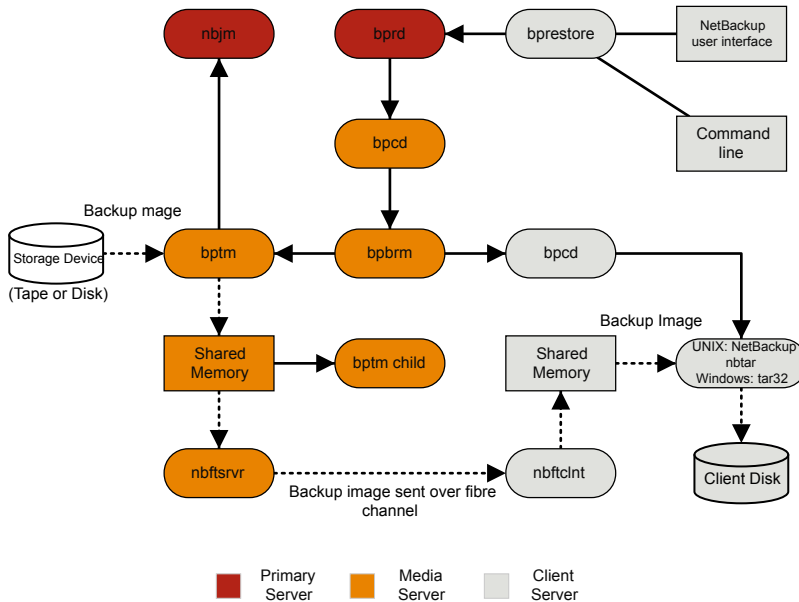 nbjm
bprd
bprestore
NetBackup
user interface
bpcd
Command
line
Backup mage
Storage Device
(Tape or Disk)
bptm
bpbrm
bpcd
Backup Image
Shared
Memory
bptm child
Shared
Memory
UNIX: NetBackup
nbtar
Windows: tar32
nbftsrvr
Backup image sent over fibre
channel
nbftclnt
Client Disk
Primary
Server
Media
Server
Client
Server